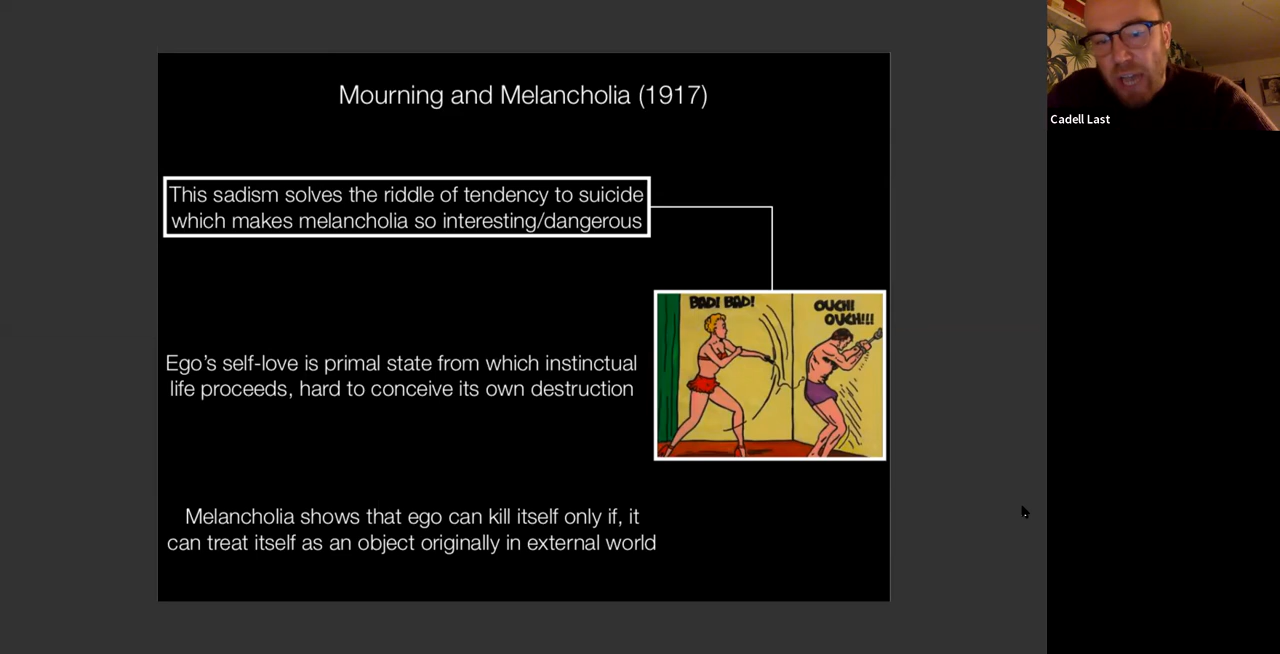 Mourning and Melancholia (1917)
This sadism solves the riddle of tendency to suicide
which makes melancholia so interesting/dangerous
BAD! BAD!
OUCH!
OUCH!!!
Ego's self-love is primal state from which instinctual
life proceeds, hard to conceive its own destruction
Melancholia shows that ego can kill itself only if, it
can treat itself as an object originally in external world
Cadell Last